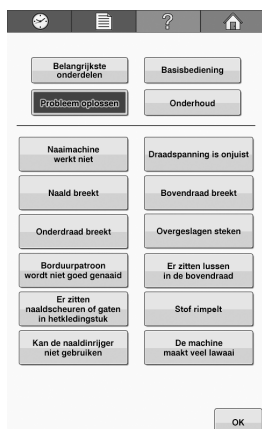 ?
Belangrijkste
onderdelen
Basisbediening
Probleem oplossen
Onderhoud
Naaimachine
werkt niet
Draadspanning is onjuist
Naald breekt
Bovendraad breekt
Onderdraad breekt
Overgeslagen steken
Borduurpatroon
wordt niet goed genaaid
Er zitten lussen
in de bovendraad
Er zitten
naaldscheuren of gaten
in hetkledingstuk
Stof rimpelt
Kan de naaldinrijger
niet gebruiken
De machine
maakt veel lawaai
OK